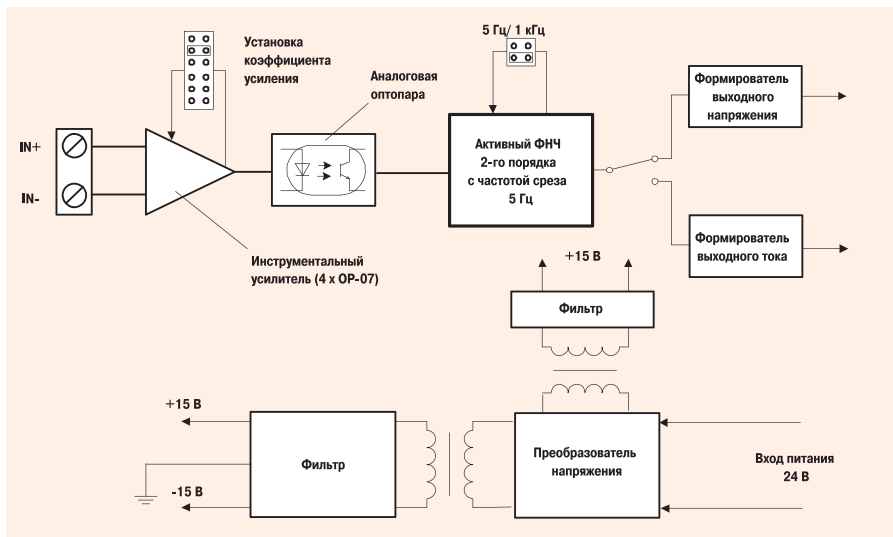 5 Гц/ 1 кГц
Установка
коэффициента
усиления
Аналоговая
оптопара
Формирователь
выходного
напряжения
IN+
IN-
Активный ФНЧ
2-го порядка
с частотой среза
5 Гц
Формирователь
выходного тока
Инструментальный
усилитель (4 x OP-07)
+15 В
Фильтр
+15 В
Фильтр
-15 В
Преобразователь
напряжения
Вход питания
24 В